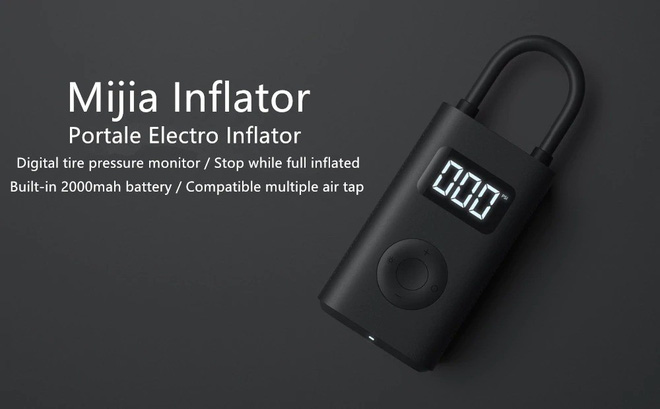 Mijia Inflator
Portale Electro Inflator
Digital tire pressure monitor / Stop while full inflated
Built-in 2000mah battery / Compatible multiple air tap
000